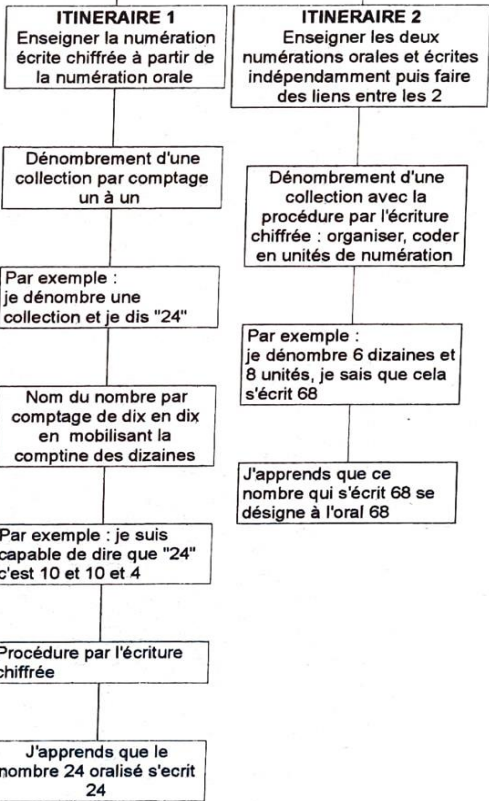 ITINERAIRE 1
Enseigner la numération
écrite chiffrée à partir de
la numération orale
Dénombrement d'une
collection par comptage
un à un
Par exemple :
je dénombre une
collection et je dis "24"
Nom du nombre par
comptage de dix en dix
en mobilisant la
comptine des dizaines
Par exemple : je suis
capable de dire que "24"
c'est 10 et 10 et 4
Procédure par l'écriture
chiffrée
J'apprends que le
nombre 24 oralisé s'ecrit
24
ITINERAIRE 2
Enseigner les deux
numérations orales et écrites
indépendamment puis faire
des liens entre les 2
Dénombrement d'une
collection avec la
procédure par l'écriture
chiffrée : organiser, coder
en unités de numération
Par exemple :
je dénombre 6 dizaines et
8 unités, je sais que cela
s'écrit 68
J'apprends que ce
nombre qui s'écrit 68 se
désigne à l'oral 68